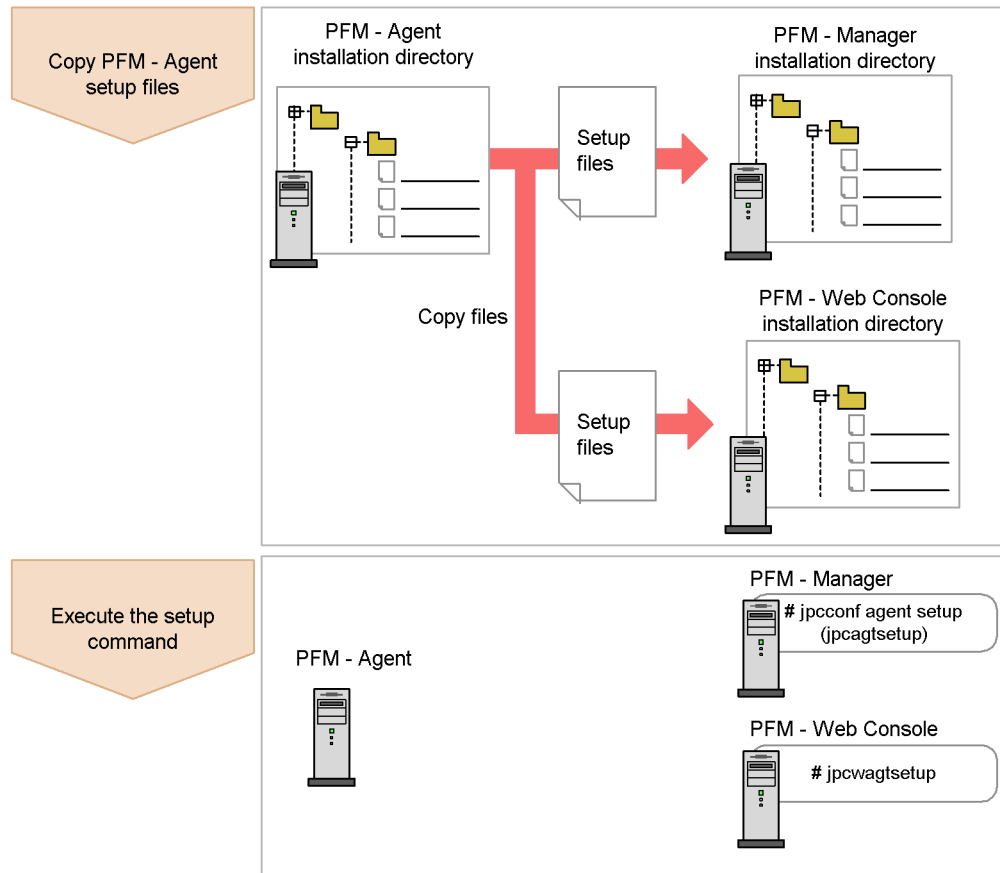 Copy PFM - Agent
setup files
PFM - Agent
installation directory
PFM - Manager
installation directory
Setup
files
Copy files
PFM - Web Console
installation directory
Setup
files
Execute the setup
command
PFM - Agent
PFM - Manager
# jpcconf agent setup
(jpcagtsetup)
PFM - Web Console
# jpcwagtsetup